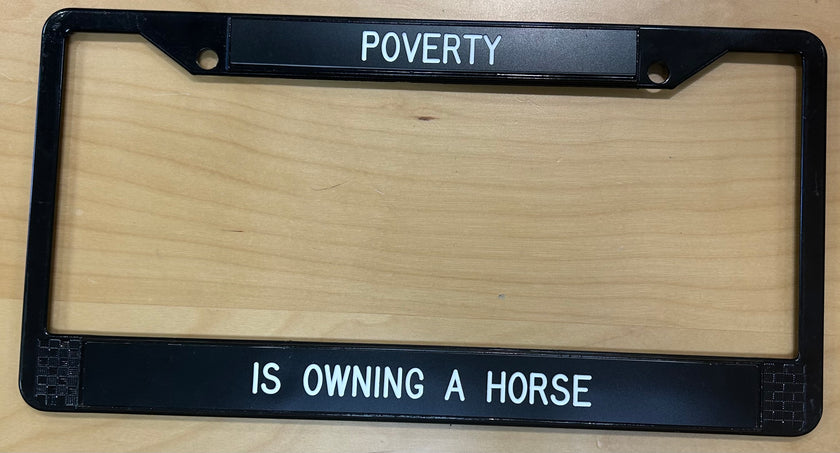 POVERTY
IS OWNING A HORSE